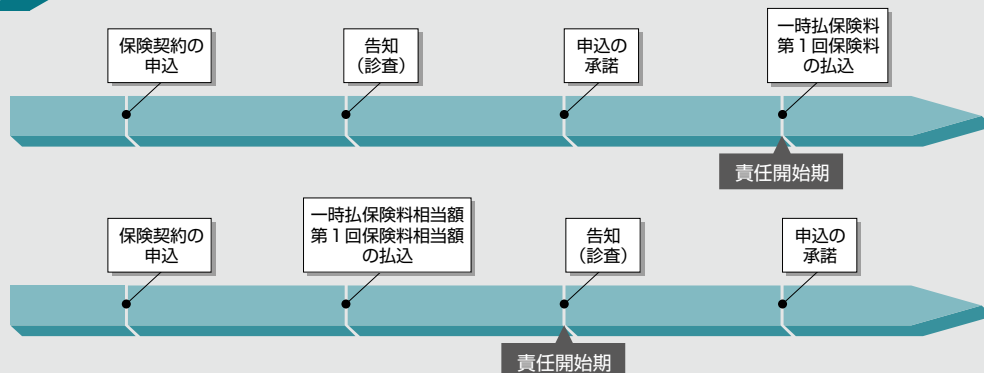 保険契約の
申込
告知
（診査）
申込の
承諾
一時払保険料
第1回保険料
の払込
責任開始期
保険契約の
申込
一時払保険料相当額
第1回保険料相当額
の払込
告知
（診査）
申込の
承諾
責任開始期